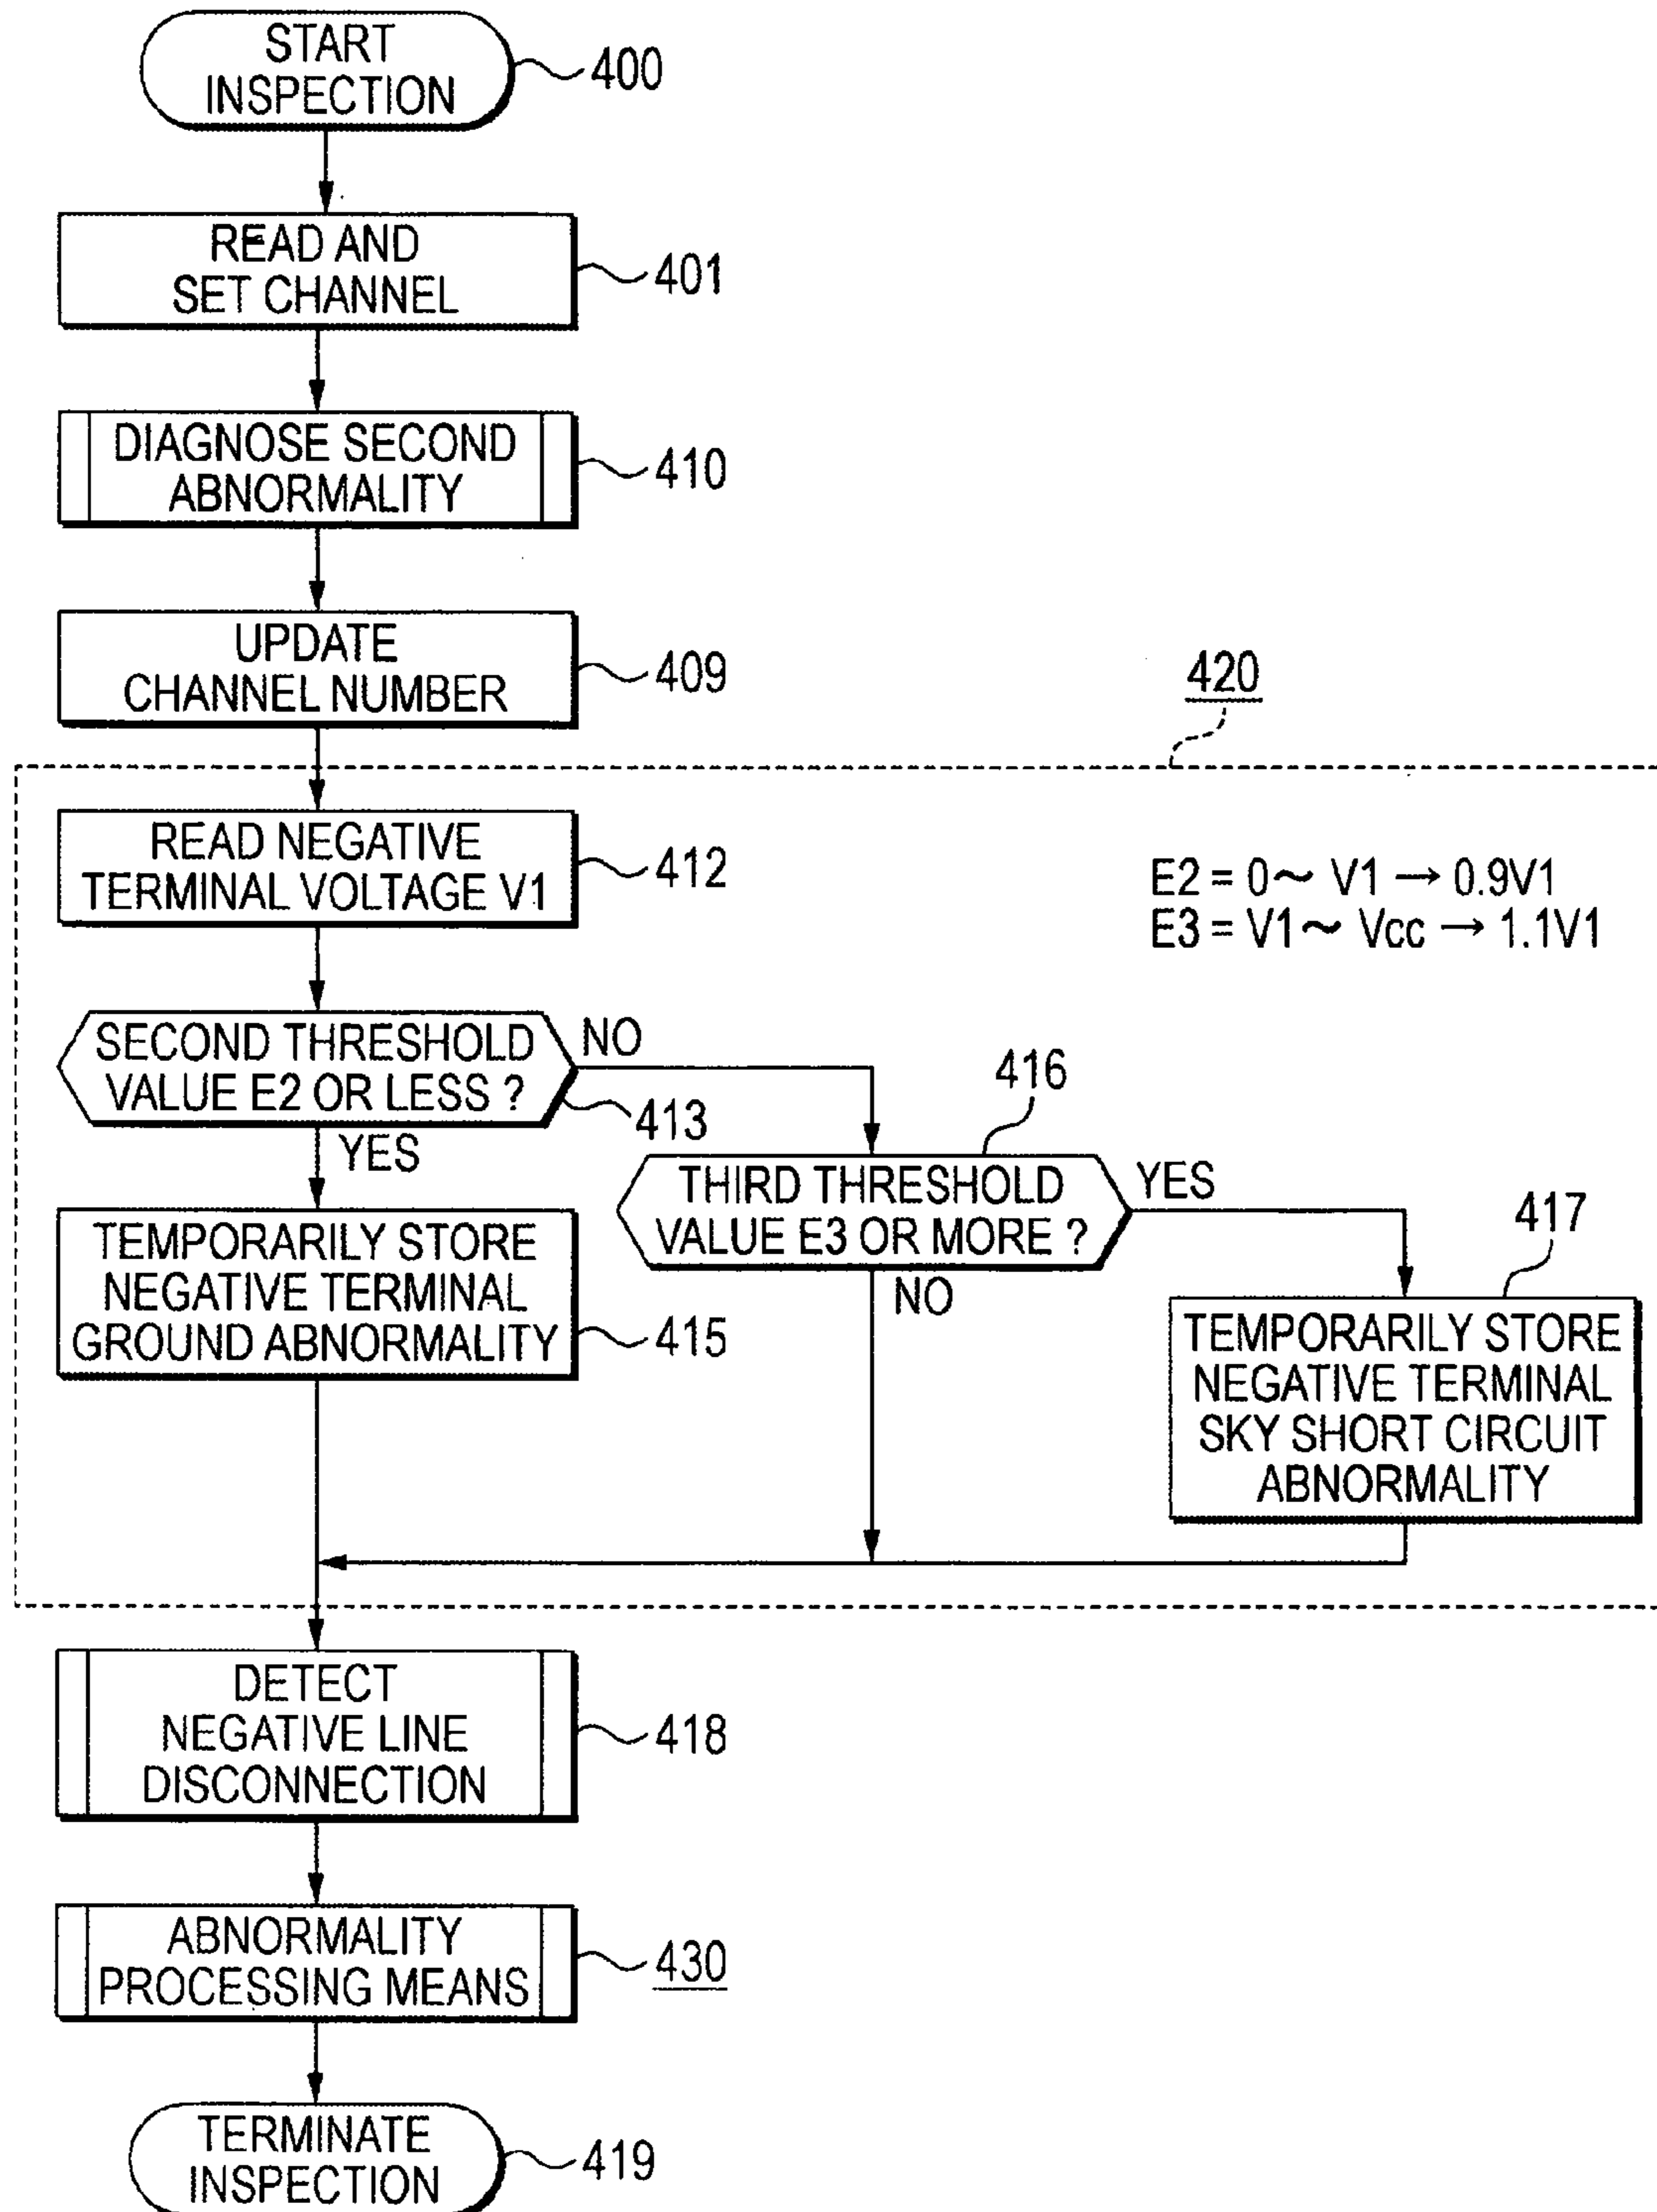 START
INSPECTION
400
READ AND
SET CHANNEL
401
DIAGNOSE SECOND
ABNORMALITY
410
UPDATE
CHANNEL NUMBER
409
420
READ NEGATIVE
TERMINAL VOLTAGE V1
412
E2 = 0～ V1 → 0.9V1
E3 = V1～ Vcc → 1.1V1
SECOND THRESHOLD
VALUE E2 OR LESS ?
413
NO
YES
416
THIRD THRESHOLD
VALUE E3 OR MORE ?
YES
NO
417
TEMPORARILY STORE
NEGATIVE TERMINAL
GROUND ABNORMALITY
415
TEMPORARILY STORE
NEGATIVE TERMINAL
SKY SHORT CIRCUIT
ABNORMALITY
DETECT
NEGATIVE LINE
DISCONNECTION
418
ABNORMALITY
PROCESSING MEANS
430
TERMINATE
INSPECTION
419